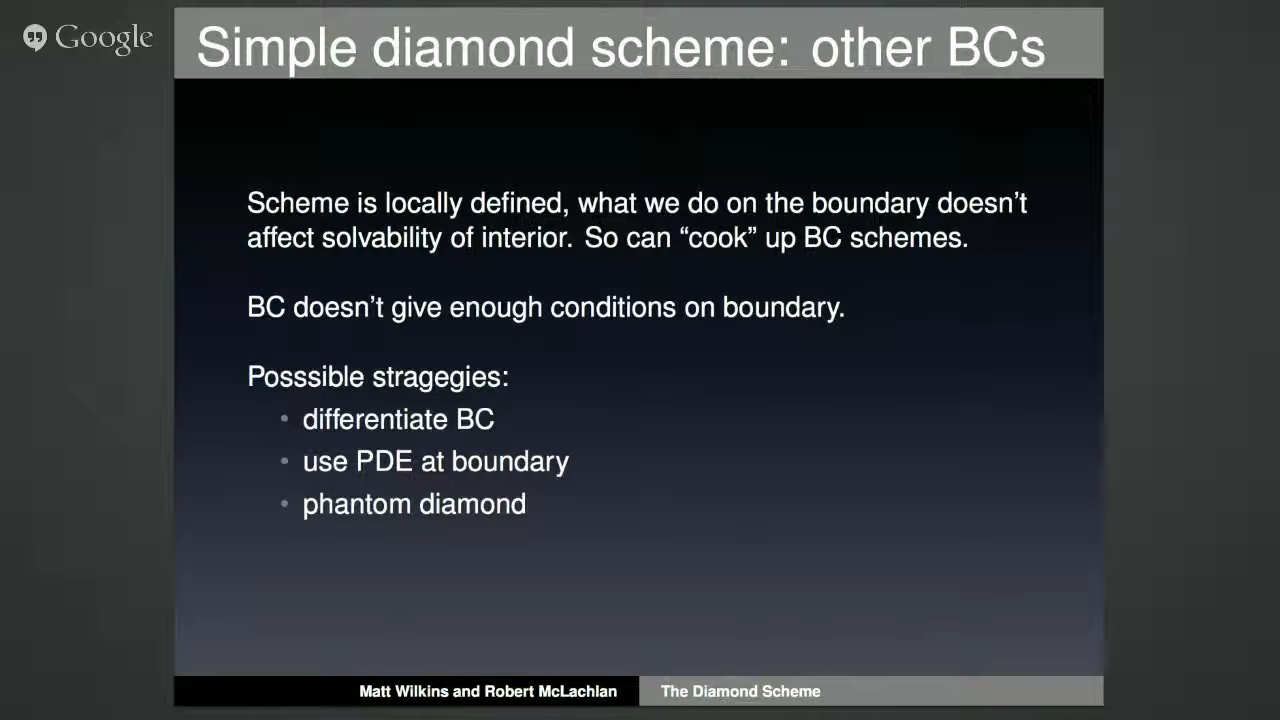 Google
Simple diamond scheme: other BCs
Scheme is locally defined, what we do on the boundary doesn't
affect solvability of interior. So can “cook” up BC schemes.
BC doesn't give enough conditions on boundary.
Posssible stragegies:
• differentiate BC
• use PDE at boundary
• phantom diamond
Matt Wilkins and Robert McLachlan
The Diamond Scheme